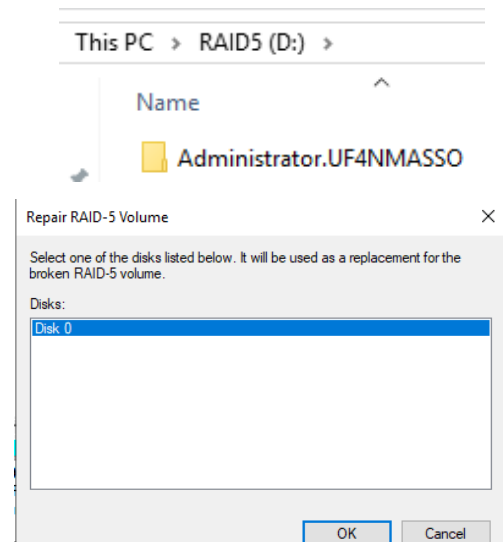 This PC > RAID5 (D:) >
Name
Administrator.UF4NMASSO
Repair RAID-5 Volume
Select one of the disks listed below. It will be used as a replacement for the
broken RAID-5 volume.
Disks:
Disk 0
OK Cancel